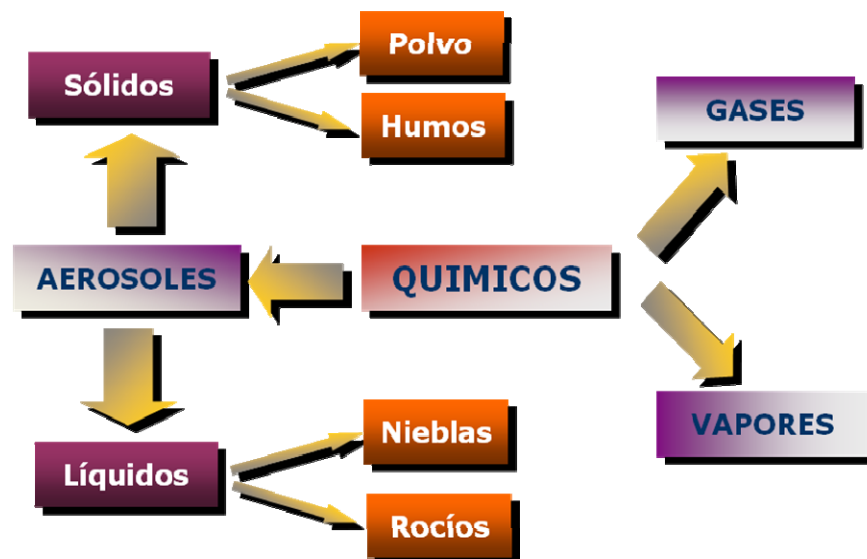 Polvo
Sólidos
Humos
GASES
AEROSOLES
QUIMICOS
VAPORES
Nieblas
Líquidos
Rocíos